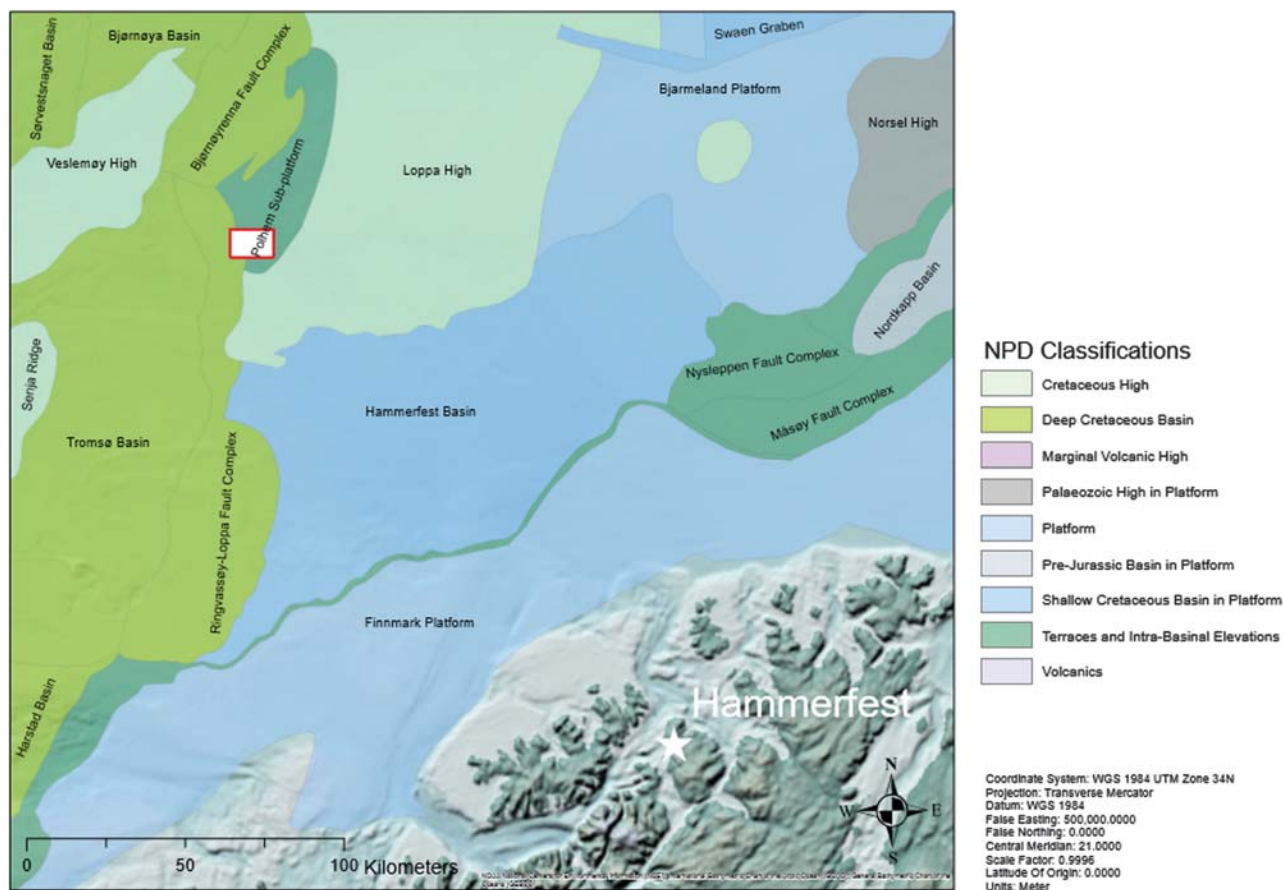 Swaen Graben
Bjørnøya Basin
Sørvestsnaget Basin
Bjørnøyrenna Fault Complex
Bjarmeland Platform
Norsel High
Veslemøy High
Loppa High
Polhem Sub-platform
Nordkapp Basin
Senja Ridge
Nysleppen Fault Complex
Måsøy Fault Complex
Hammerfest Basin
Tromsø Basin
Ringvassøy-Loppa Fault Complex
Finnmark Platform
Harstad Basin
Hammerfest
N
W E
S
0 50 100 Kilometers
NPD Classifications
Cretaceous High
Deep Cretaceous Basin
Marginal Volcanic High
Palaeozoic High in Platform
Platform
Pre-Jurassic Basin in Platform
Shallow Cretaceous Basin in Platform
Terraces and Intra-Basinal Elevations
Volcanics
Coordinate System: WGS 1984 UTM Zone 34N
Projection: Transverse Mercator
Datum: WGS 1984
False Easting: 500,000.0000
False Northing: 0.0000
Central Meridian: 21.0000
Scale Factor: 0.9996
Latitude Of Origin: 0.0000
Units: Meter